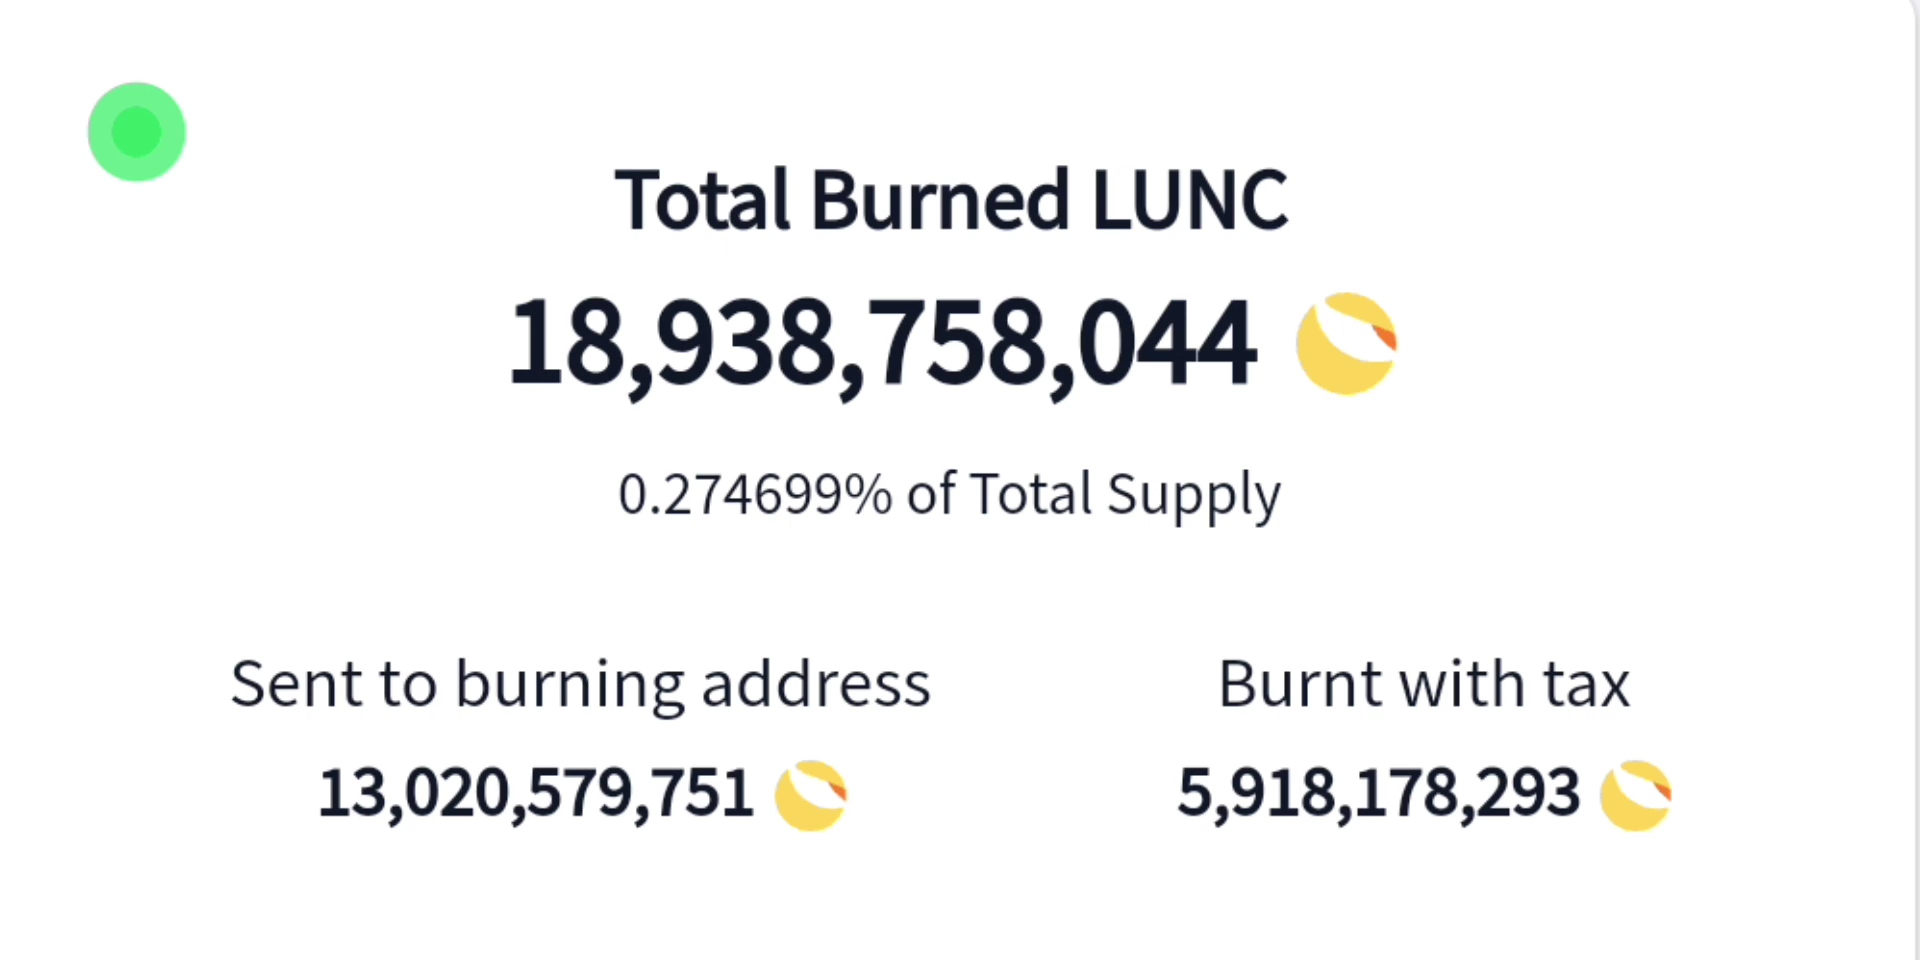 Total Burned LUNC
18,938,758,044
0.274699% of Total Supply
Sent to burning address
13,020,579,751
Burnt with tax
5,918,178,293